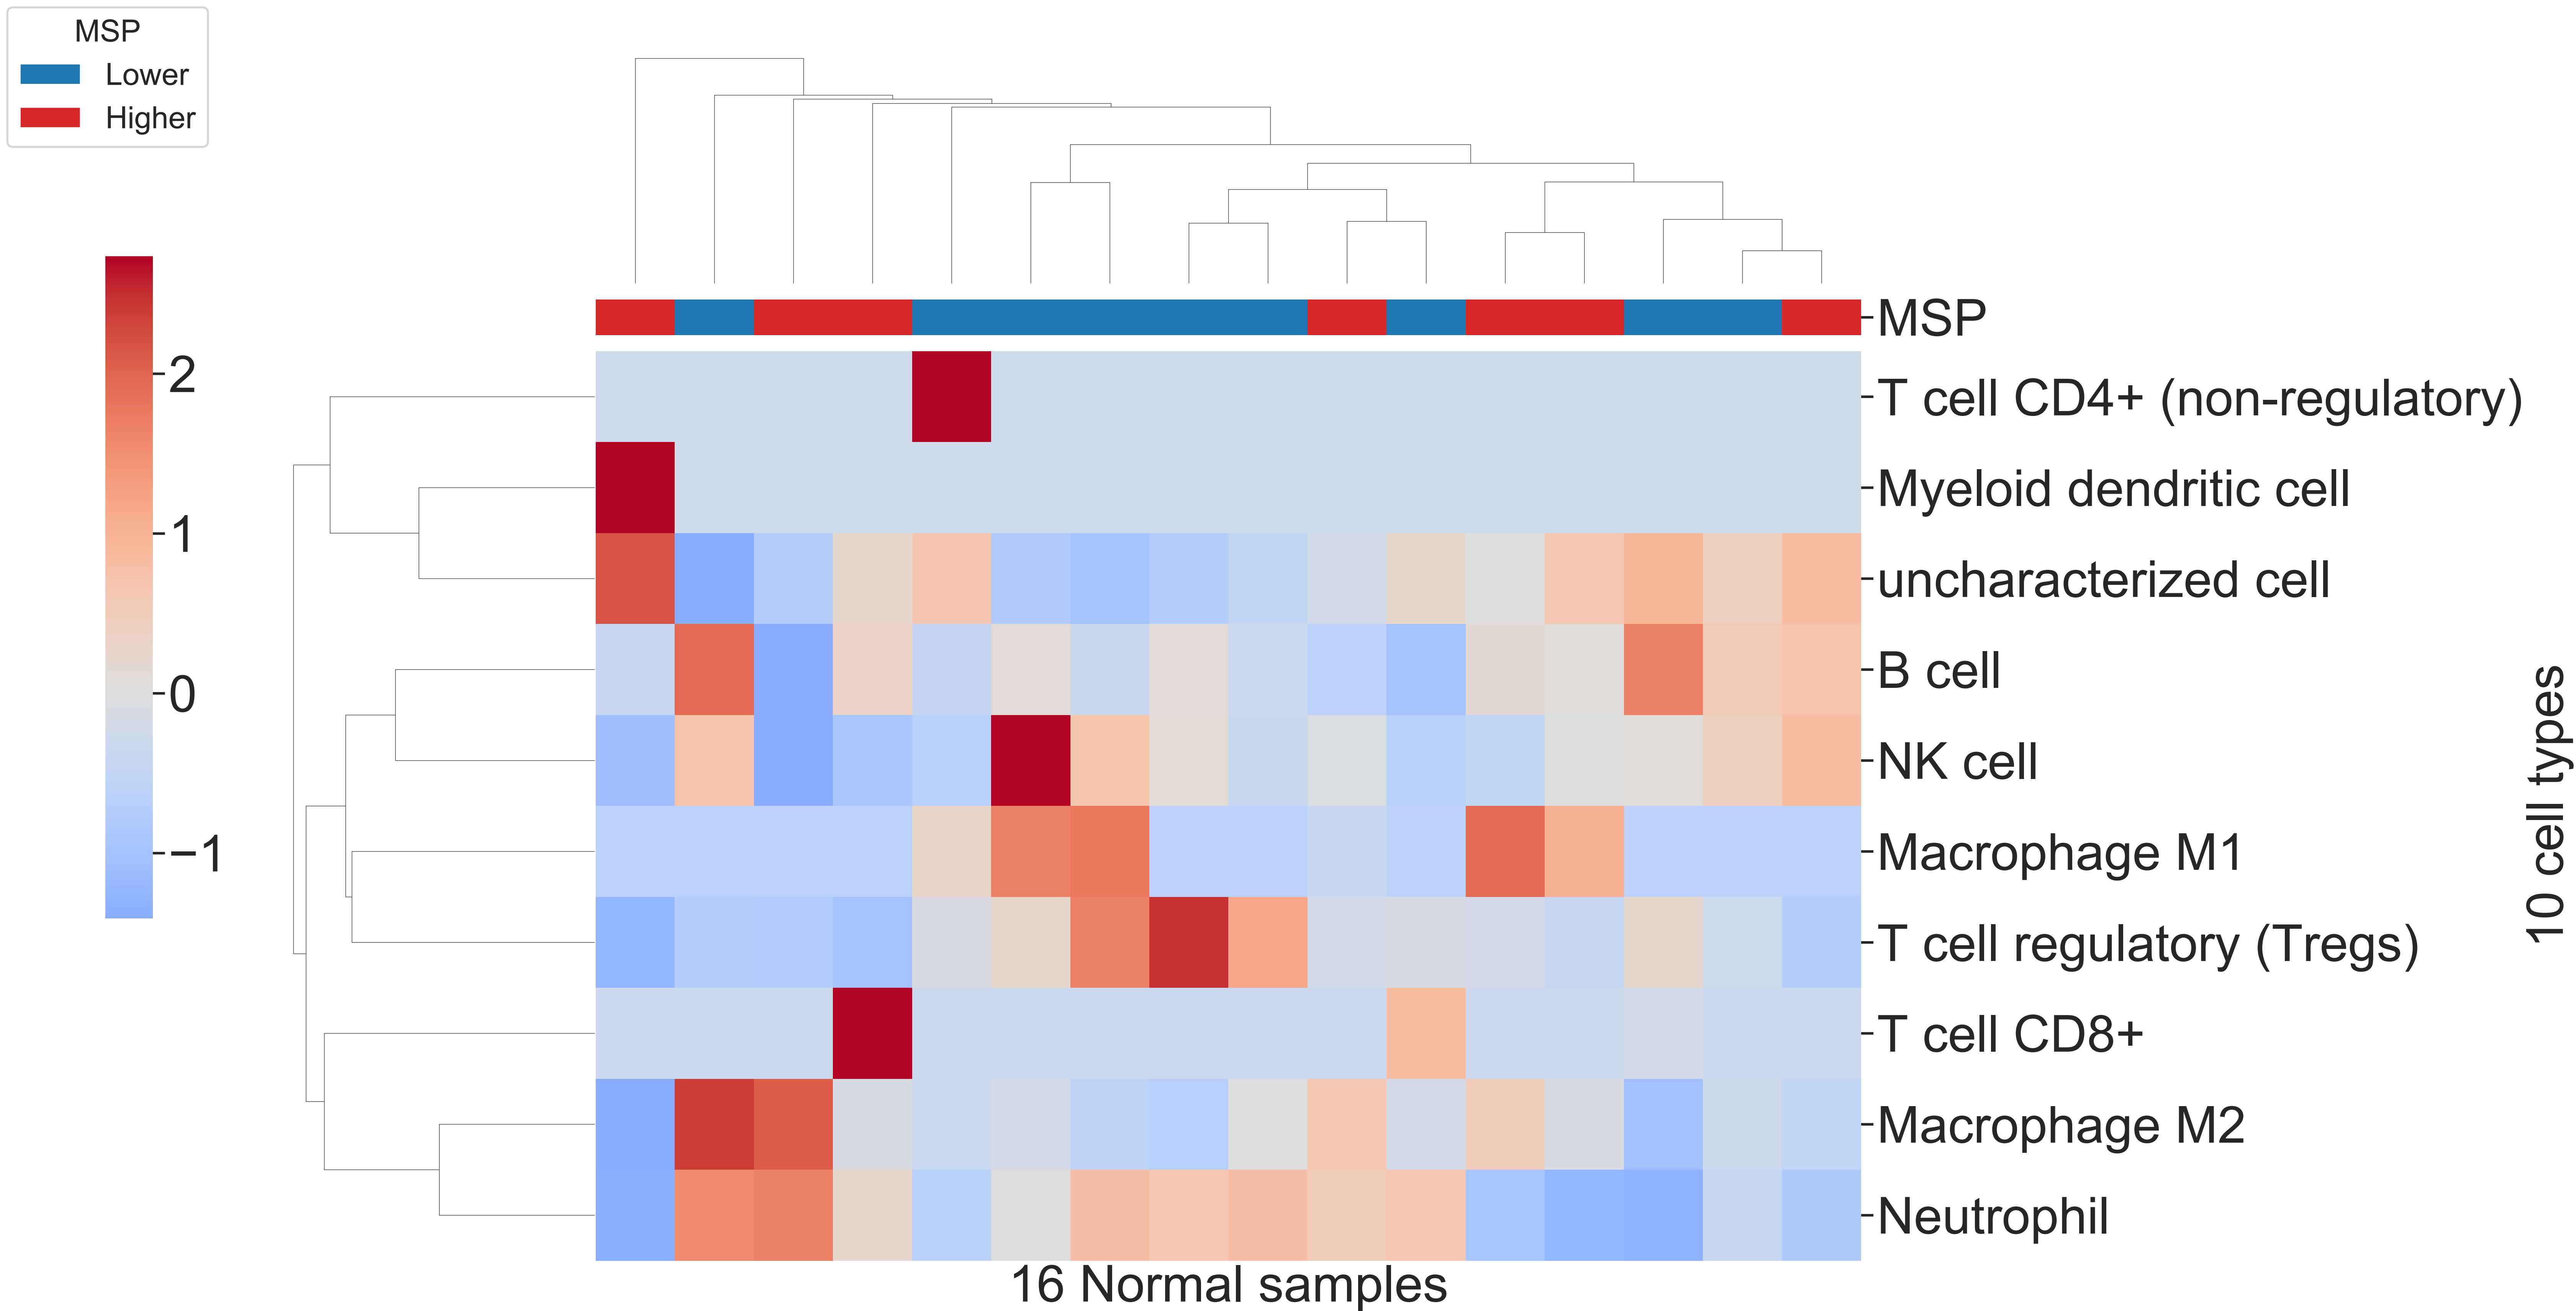 MSP
Lower
Higher
2
1
0
−1
MSP
T cell CD4+ (non-regulatory)
Myeloid dendritic cell
uncharacterized cell
B cell
NK cell
Macrophage M1
T cell regulatory (Tregs)
T cell CD8+
Macrophage M2
Neutrophil
10 cell types
16 Normal samples